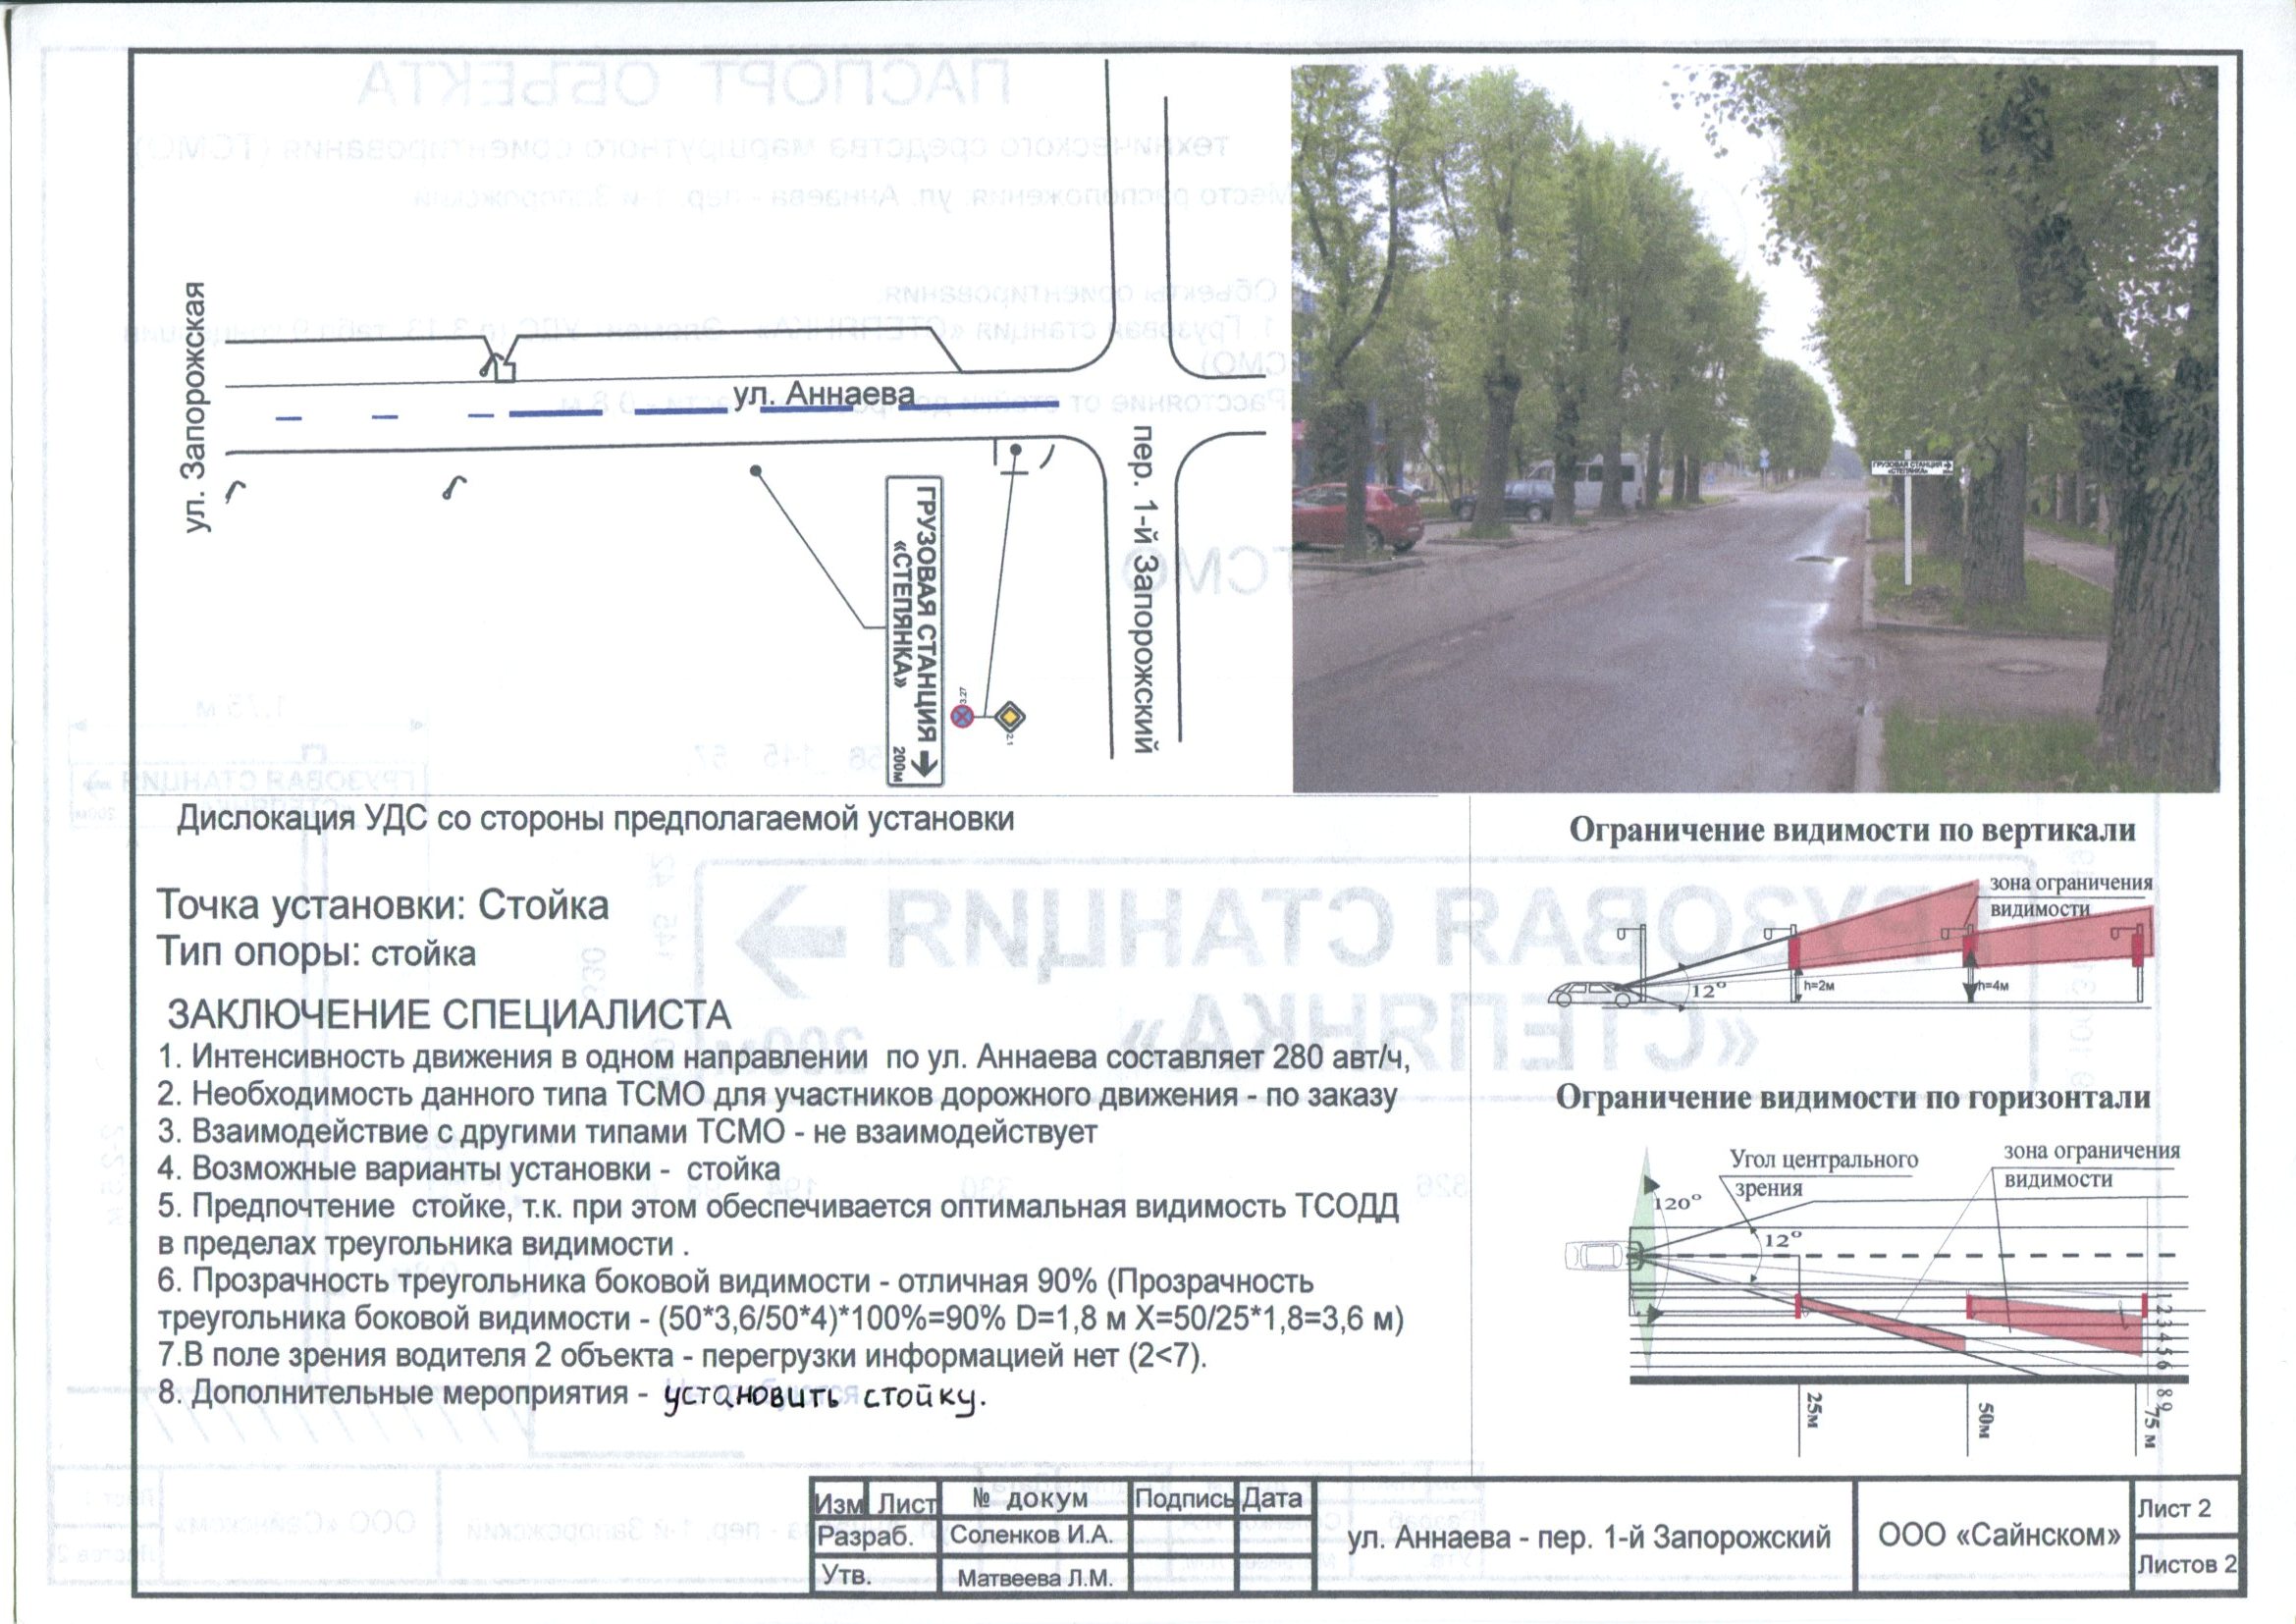 ул. Запорожская
ул. Аннаева
пер. 1-й Запорожский
ГРУЗОВАЯ СТАНЦИЯ
«СТЕПЯНКА»
200м
3.27
2.1
ГРУЗОВАЯ СТАНЦИЯ
«СТЕПЯНКА»
Дислокация УДС со стороны предполагаемой установки
Точка установки: Стойка
Тип опоры: стойка
ЗАКЛЮЧЕНИЕ СПЕЦИАЛИСТА
1. Интенсивность движения в одном направлении по ул. Аннаева составляет 280 авт/ч,
2. Необходимость данного типа ТСМО для участников дорожного движения - по заказу
3. Взаимодействие с другими типами ТСМО - не взаимодействует
4. Возможные варианты установки - стойка
5. Предпочтение стойке, т.к. при этом обеспечивается оптимальная видимость ТСОДД
в пределах треугольника видимости .
6. Прозрачность треугольника боковой видимости - отличная 90% (Прозрачность
треугольника боковой видимости - (50*3,6/50*4)*100%=90% D=1,8 м X=50/25*1,8=3,6 м)
7.В поле зрения водителя 2 объекта - перегрузки информацией нет (2<7).
8. Дополнительные мероприятия - установить стойку.
Ограничение видимости по вертикали
зона ограничения
видимости
12°
h=2м
h=4м
Ограничение видимости по горизонтали
Угол центрального
зрения
зона ограничения
видимости
120°
12°
1 2 3 4 5 6 8 9
25м
50м
75 м
Изм Лист № докум Подпись Дата
Разраб. Соленков И.А.
Утв. Матвеева Л.М.
ул. Аннаева - пер. 1-й Запорожский
ООО «Сайнском»
Лист 2
Листов 2